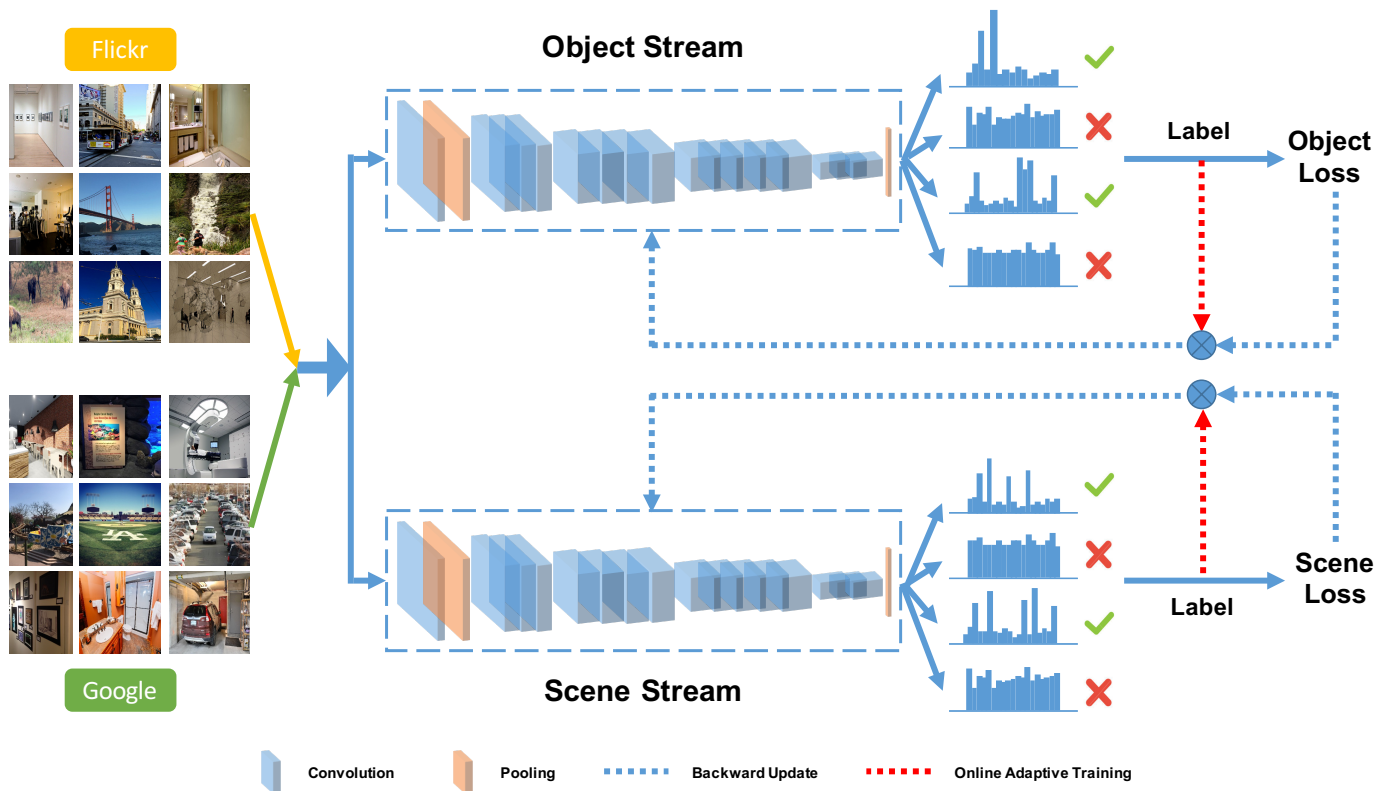 Flickr
Object Stream
Label
Object
Loss
LA
Scene
Loss
Label
Google
Scene Stream
Convolution
Pooling
Backward Update
Online Adaptive Training